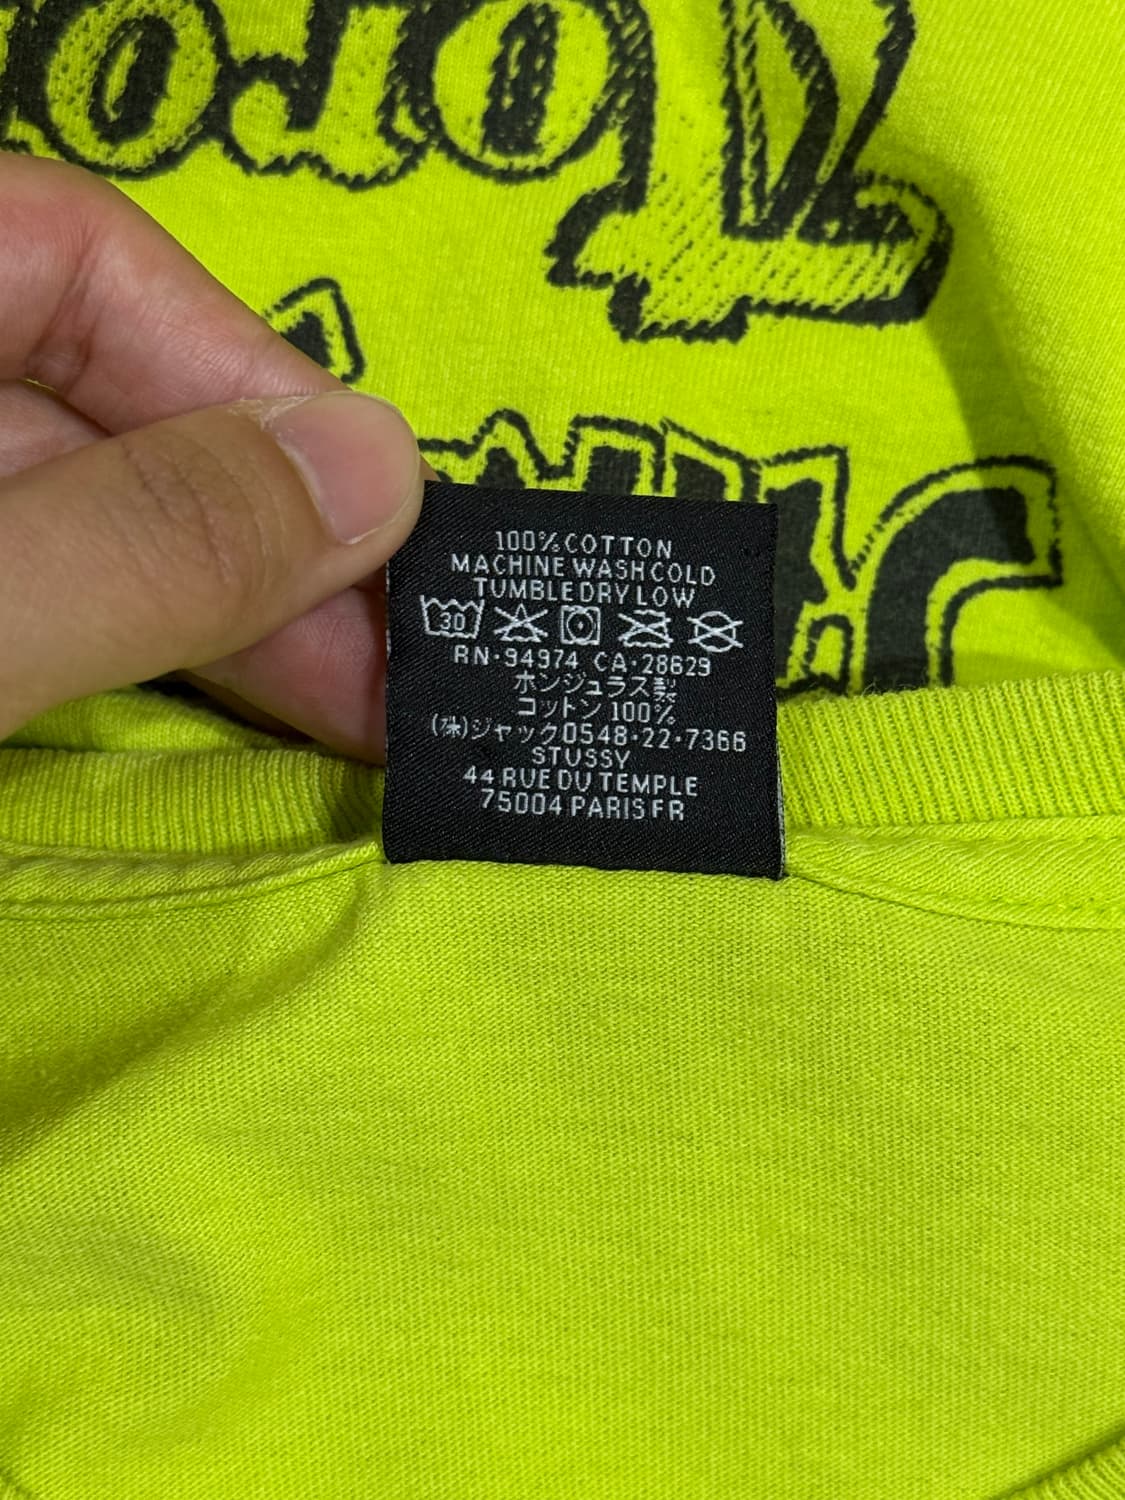 100% COTTON
MACHINE WASH COLD
TUMBLE DRY LOW
30
RN·94974 CA·28629
ホンジュラス製
コットン 100%
(株)ジャック0548·22·7366
STUSSY
44 RUE DU TEMPLE
75004 PARIS FR